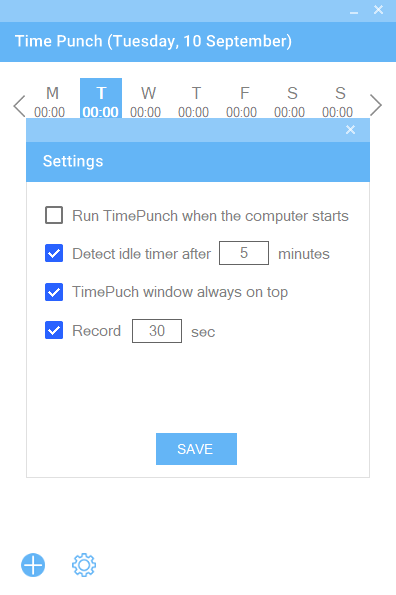 Time Punch (Tuesday, 10 September)
M T W T F S S
00:00 00:00 00:00 00:00 00:00 00:00 00:00
Settings
Run TimePunch when the computer starts
Detect idle timer after 5 minutes
TimePuch window always on top
Record 30 sec
SAVE